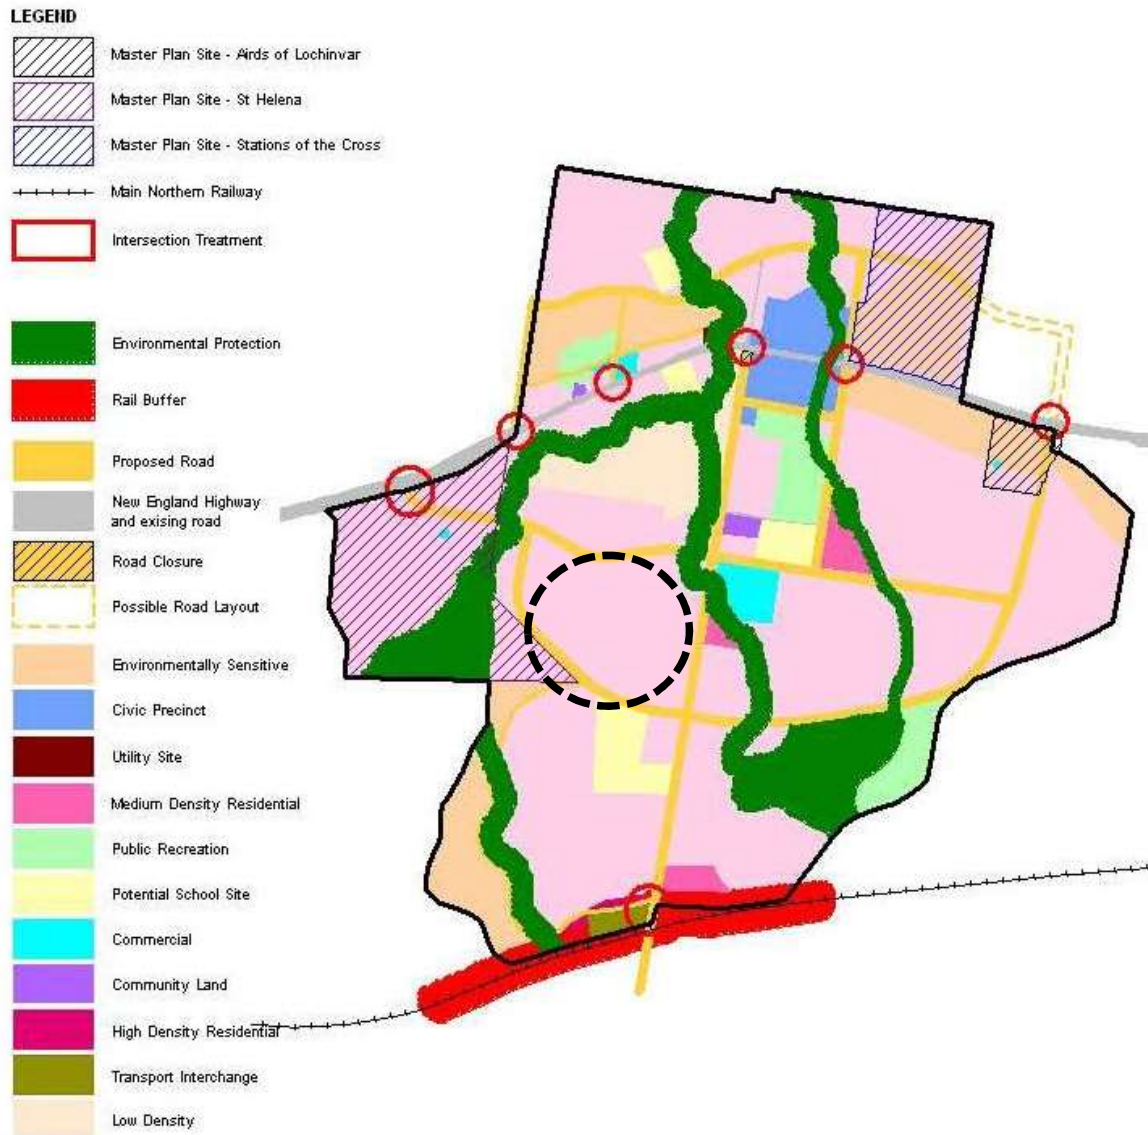 LEGEND
Master Plan Site - Airds of Lochinvar
Master Plan Site - St Helena
Master Plan Site - Stations of the Cross
Main Northern Railway
Intersection Treatment
Environmental Protection
Rail Buffer
Proposed Road
New England Highway
and exising road
Road Closure
Possible Road Layout
Environmentally Sensitive
Civic Precinct
Utility Site
Medium Density Residential
Public Recreation
Potential School Site
Commercial
Community Land
High Density Residential
Transport Interchange
Low Density